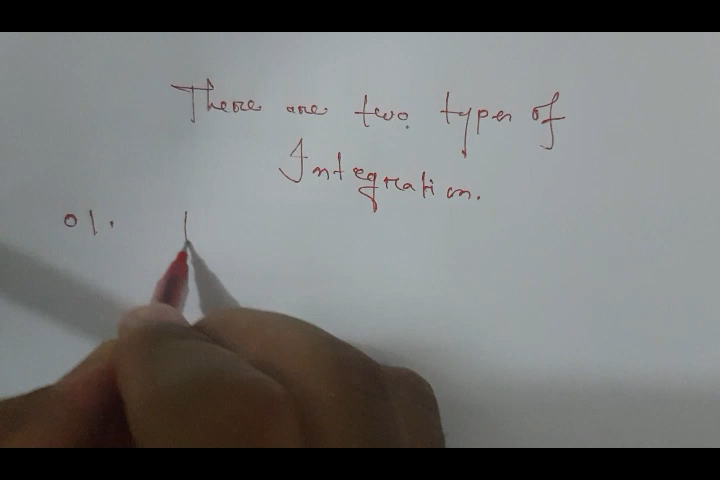 There are two types of
Integration.
01.